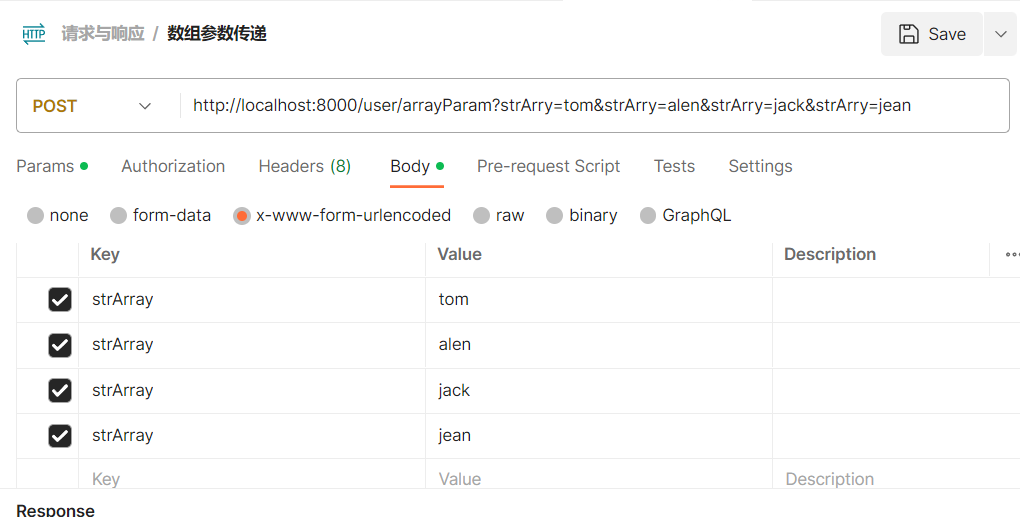 HTTP 请求与响应 / 数组参数传递 Save
POST http://localhost:8000/user/arrayParam?strArry=tom&strArry=alen&strArry=jack&strArry=jean
Params Authorization Headers (8) Body Pre-request Script Tests Settings
none form-data x-www-form-urlencoded raw binary GraphQL
Key Value Description
strArray tom
strArray alen
strArray jack
strArray jean
Key Value Description
Response